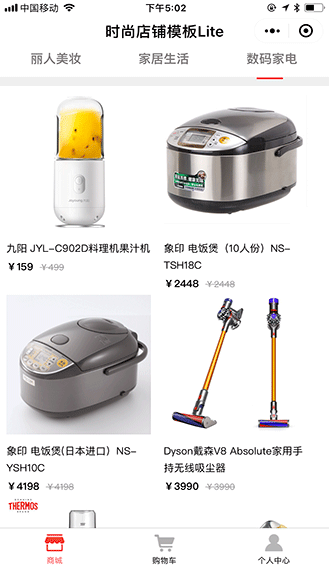 中国移动
下午5:02
时尚店铺模板Lite
丽人美妆 家居生活 数码家电
九阳 JYL-C902D料理机果汁机
¥159 ¥499
象印 电饭煲（10人份）NS-
TSH18C
¥2448 ¥2448
象印 电饭煲(日本进口）NS-
YSH10C
¥4198 ¥4198
Dyson戴森V8 Absolute家用手
持无线吸尘器
¥3990 ¥3990
THERMOS
商城 购物车 个人中心